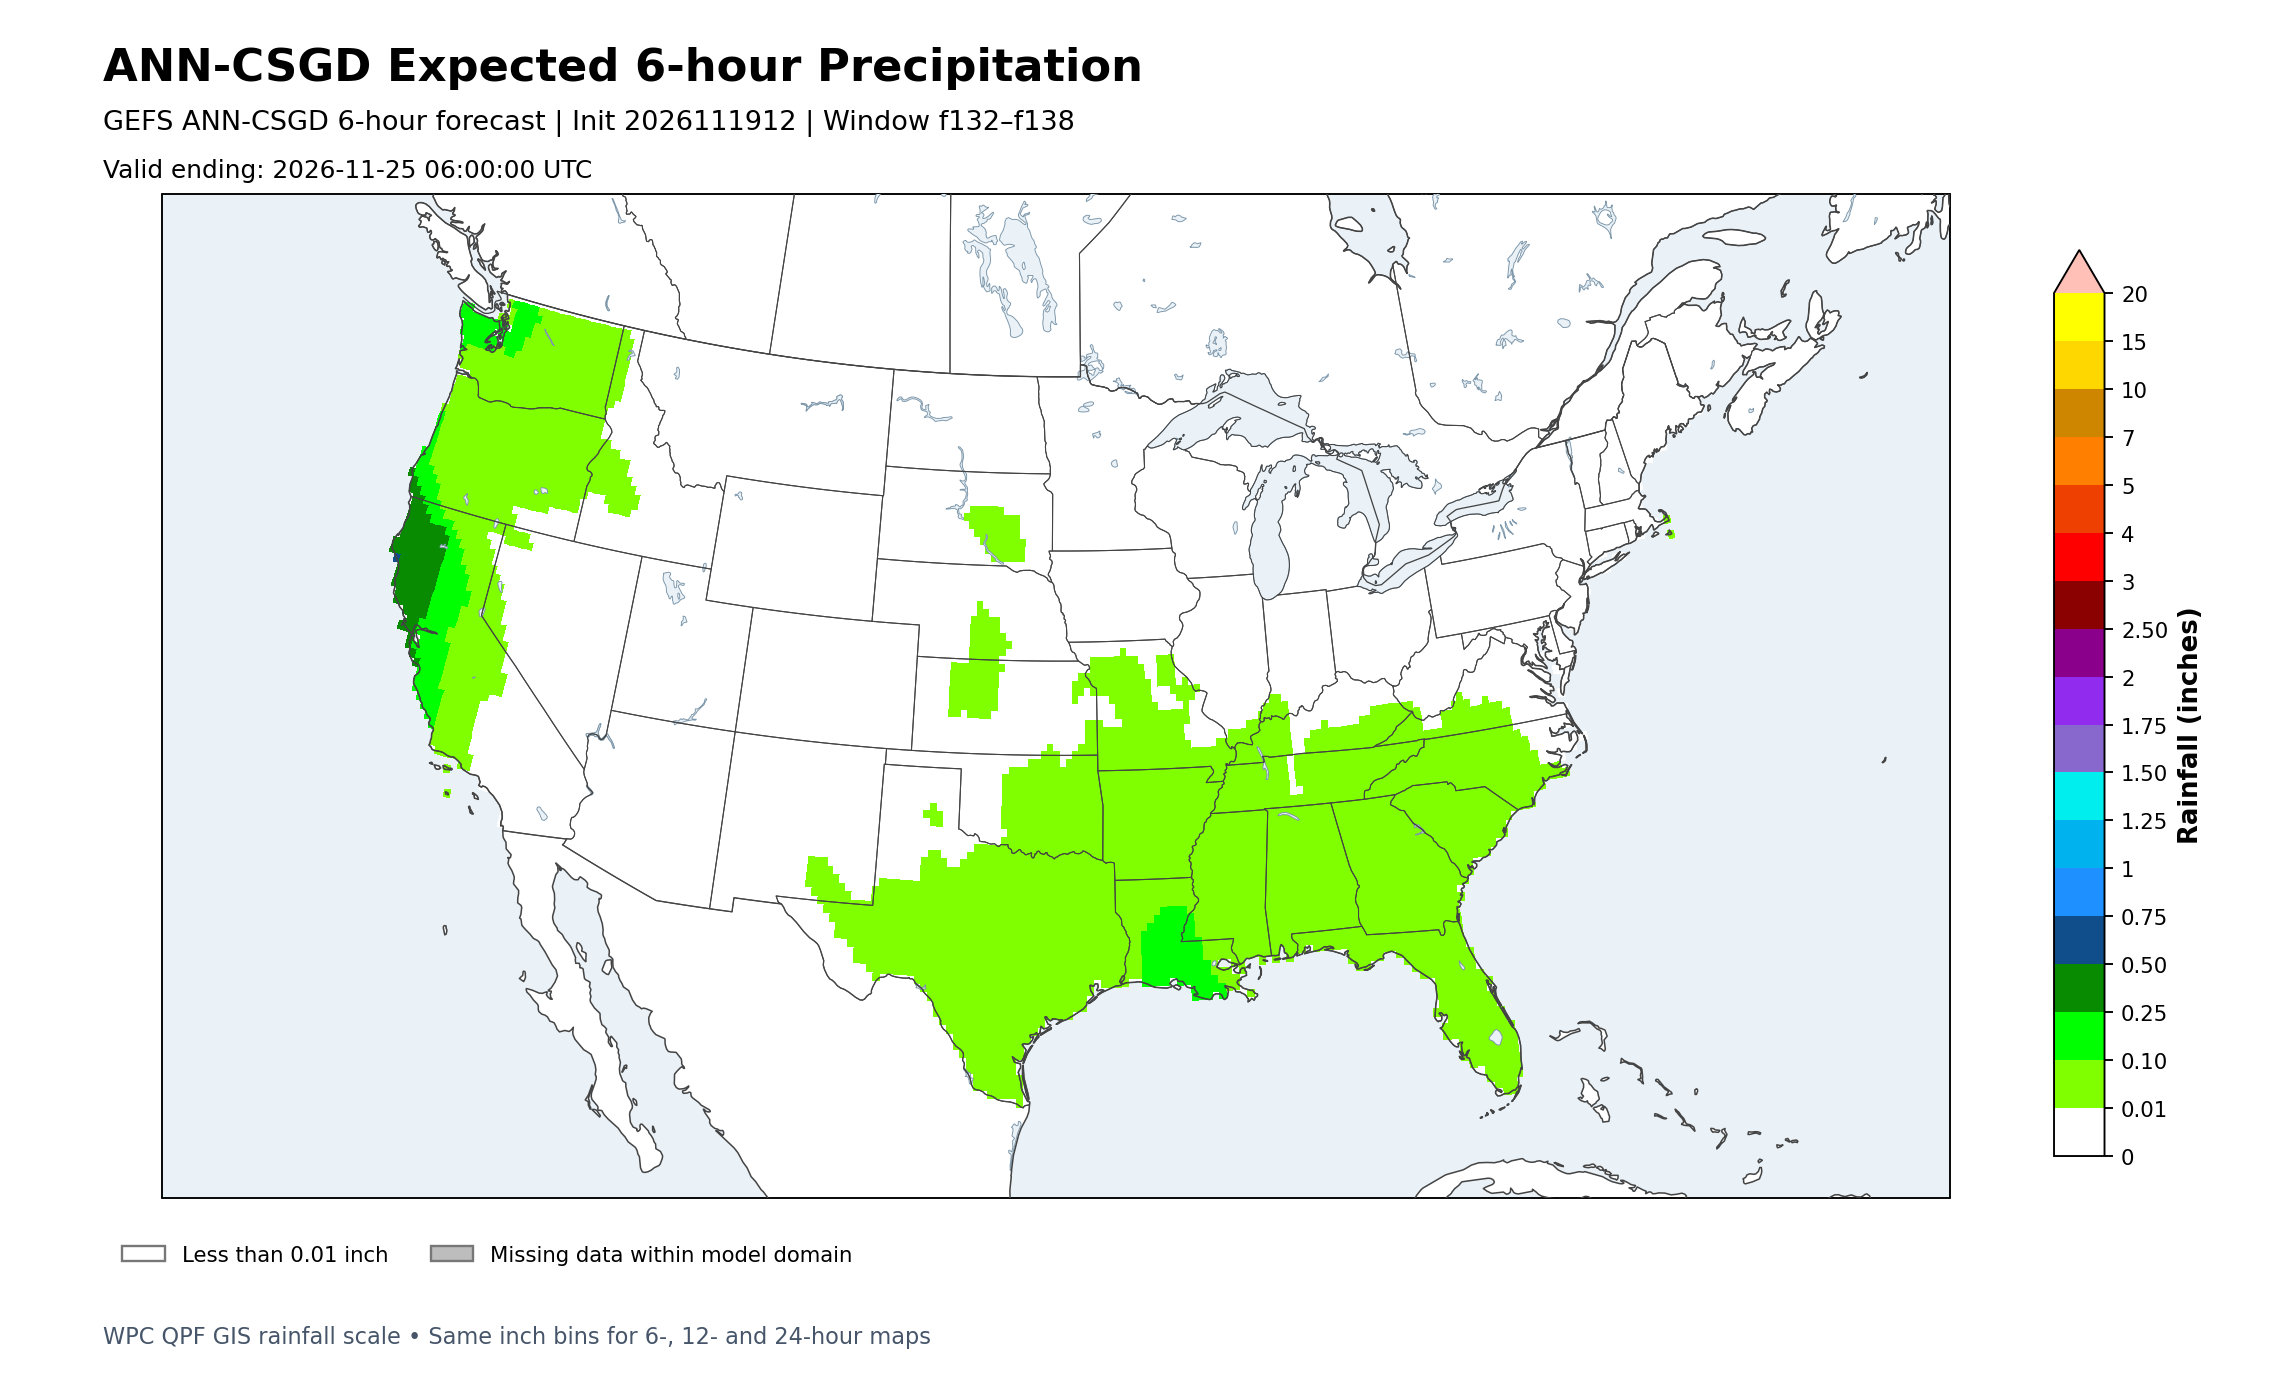 ANN-CSGD Expected 6-hour Precipitation
GEFS ANN-CSGD 6-hour forecast | Init 2026111912 | Window f132–f138
Valid ending: 2026-11-25 06:00:00 UTC
20
15
10
7
5
4
3
2.50
2
1.75
1.50
1.25
1
0.75
0.50
0.25
0.10
0.01
0
Rainfall (inches)
Less than 0.01 inch
Missing data within model domain
WPC QPF GIS rainfall scale • Same inch bins for 6-, 12- and 24-hour maps